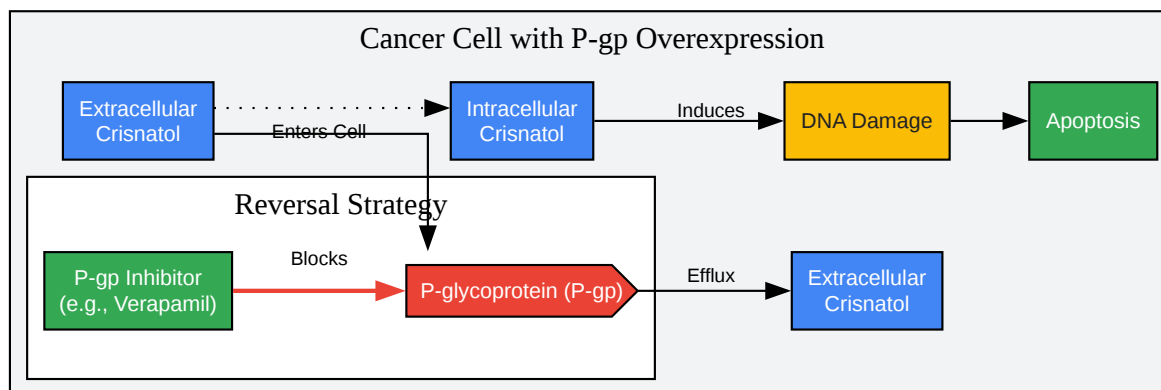 Cancer Cell with P-gp Overexpression
Extracellular
Crisnatol
Enters Cell
Intracellular
Crisnatol
Induces
DNA Damage
Apoptosis
Reversal Strategy
P-gp Inhibitor
(e.g., Verapamil)
Blocks
P-glycoprotein (P-gp)
Efflux
Extracellular
Crisnatol